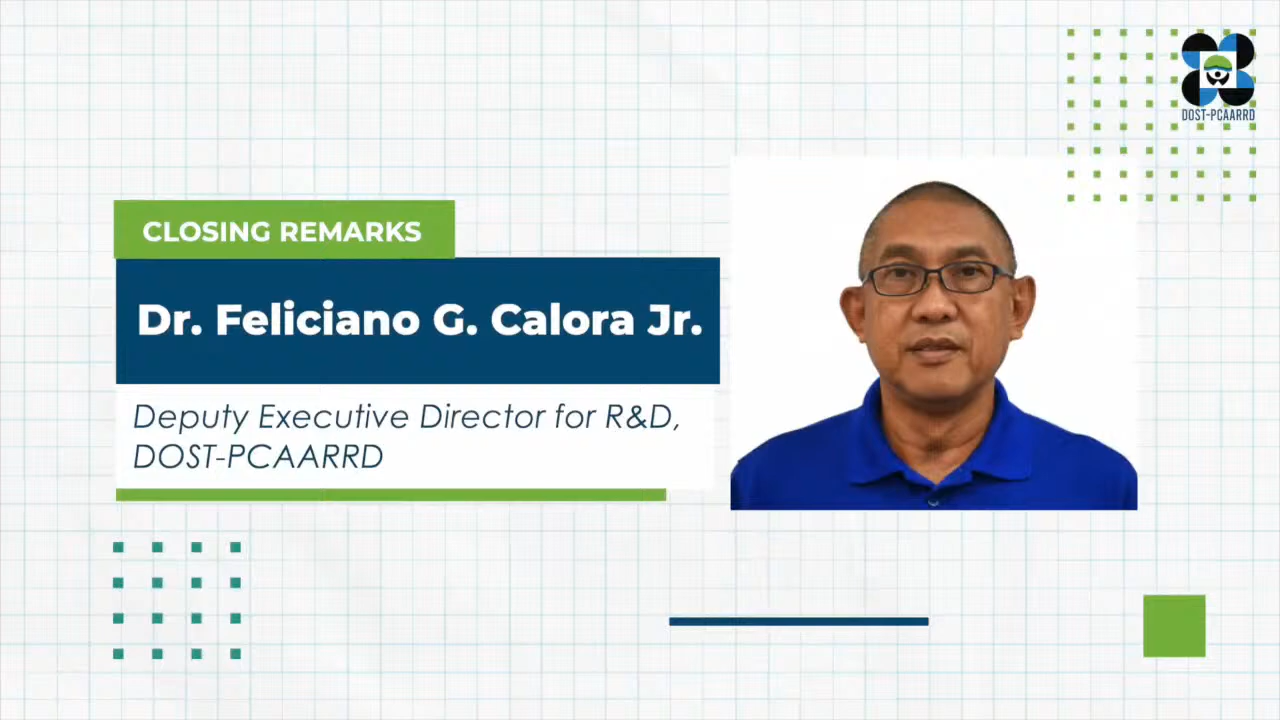 DOST-PCAARRD
CLOSING REMARKS
Dr. Feliciano G. Calora Jr.
Deputy Executive Director for R&D,
DOST-PCAARRD